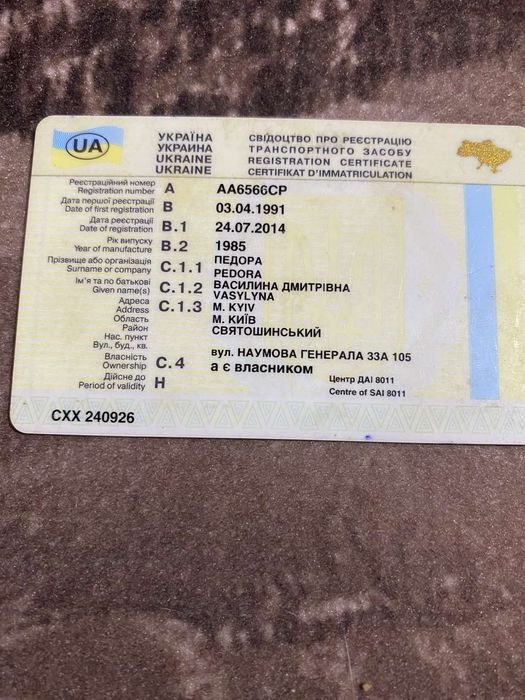 UA
УКРАЇНА
УКРАИНА
UKRAINE
UKRAINE
СВІДОЦТВО ПРО РЕЄСТРАЦІЮ
ТРАНСПОРТНОГО ЗАСОБУ
REGISTRATION CERTIFICATE
CERTIFIKAT D'IMMATRICULATION
Реєстраційний номер
Registration number A AA6566CP
Дата першої реєстрації
Date of first registration B 03.04.1991
Дата реєстрації
Date of registration B.1 24.07.2014
Рік випуску
Year of manufacture B.2 1985
Прізвище або організація ПЕДОРА
Surname or company C.1.1 PEDORA
Ім'я та по батькові ВАСИЛИНА ДМИТРІВНА
Given name(s) C.1.2 VASYLYNA
Адреса М. KYIV
Address C.1.3 М. КИЇВ
Область
Район СВЯТОШИНСЬКИЙ
Нас. пункт
Вул., буд., кв. вул. НАУМОВА ГЕНЕРАЛА 33А 105
Власність
Ownership C.4 а є власником
Дійсне до
Period of validity H
Центр ДАІ 8011
Centre of SAI 8011
CXX 240926